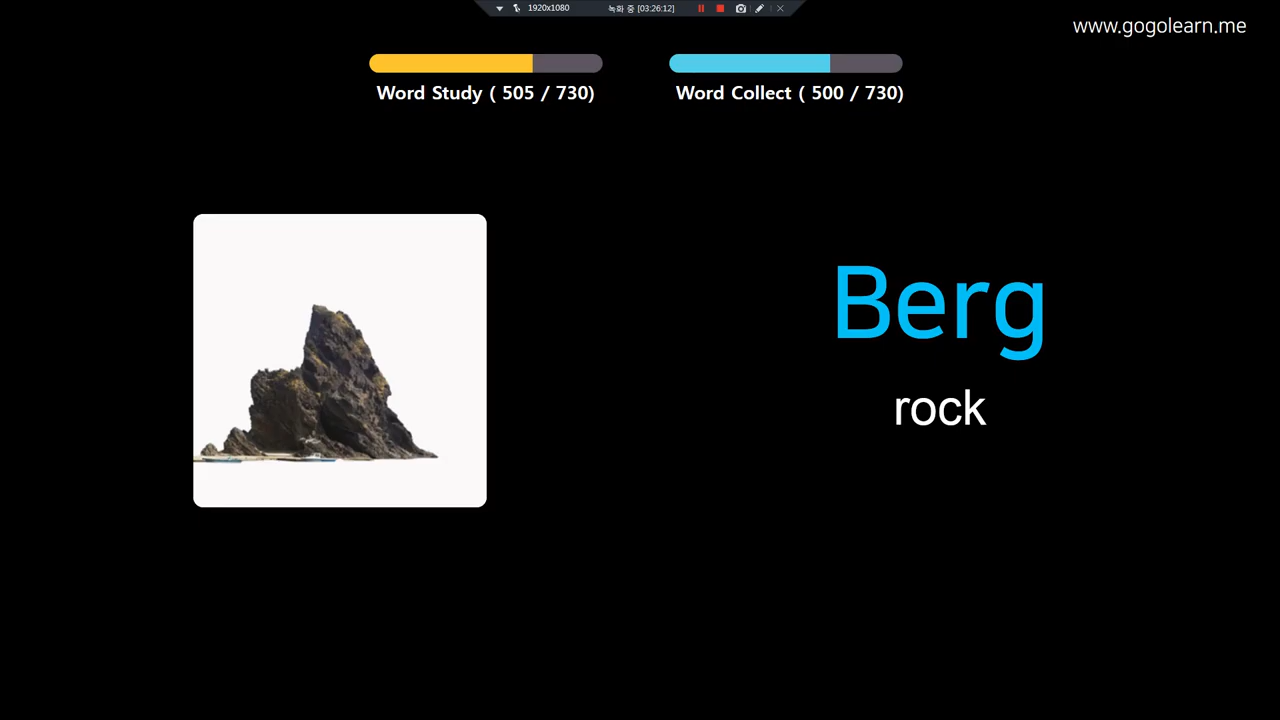 1920x1080 녹화 중 [03:26:12]
www.gogolearn.me
Word Study ( 505 / 730) Word Collect ( 500 / 730)
Berg
rock